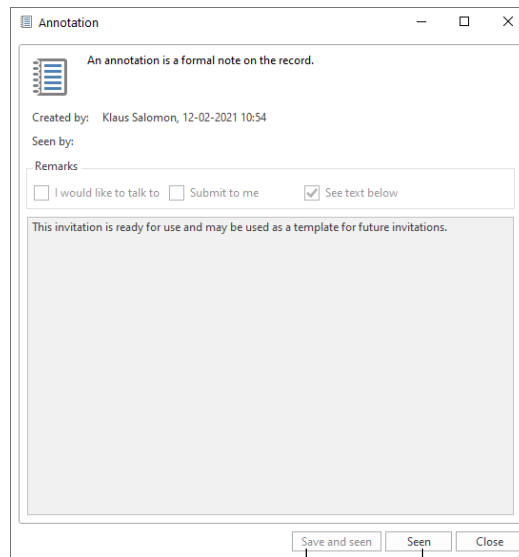 Annotation
An annotation is a formal note on the record.
Created by: Klaus Salomon, 12-02-2021 10:54
Seen by:
Remarks
I would like to talk to Submit to me See text below
This invitation is ready for use and may be used as a template for future invitations.
Save and seen Seen Close